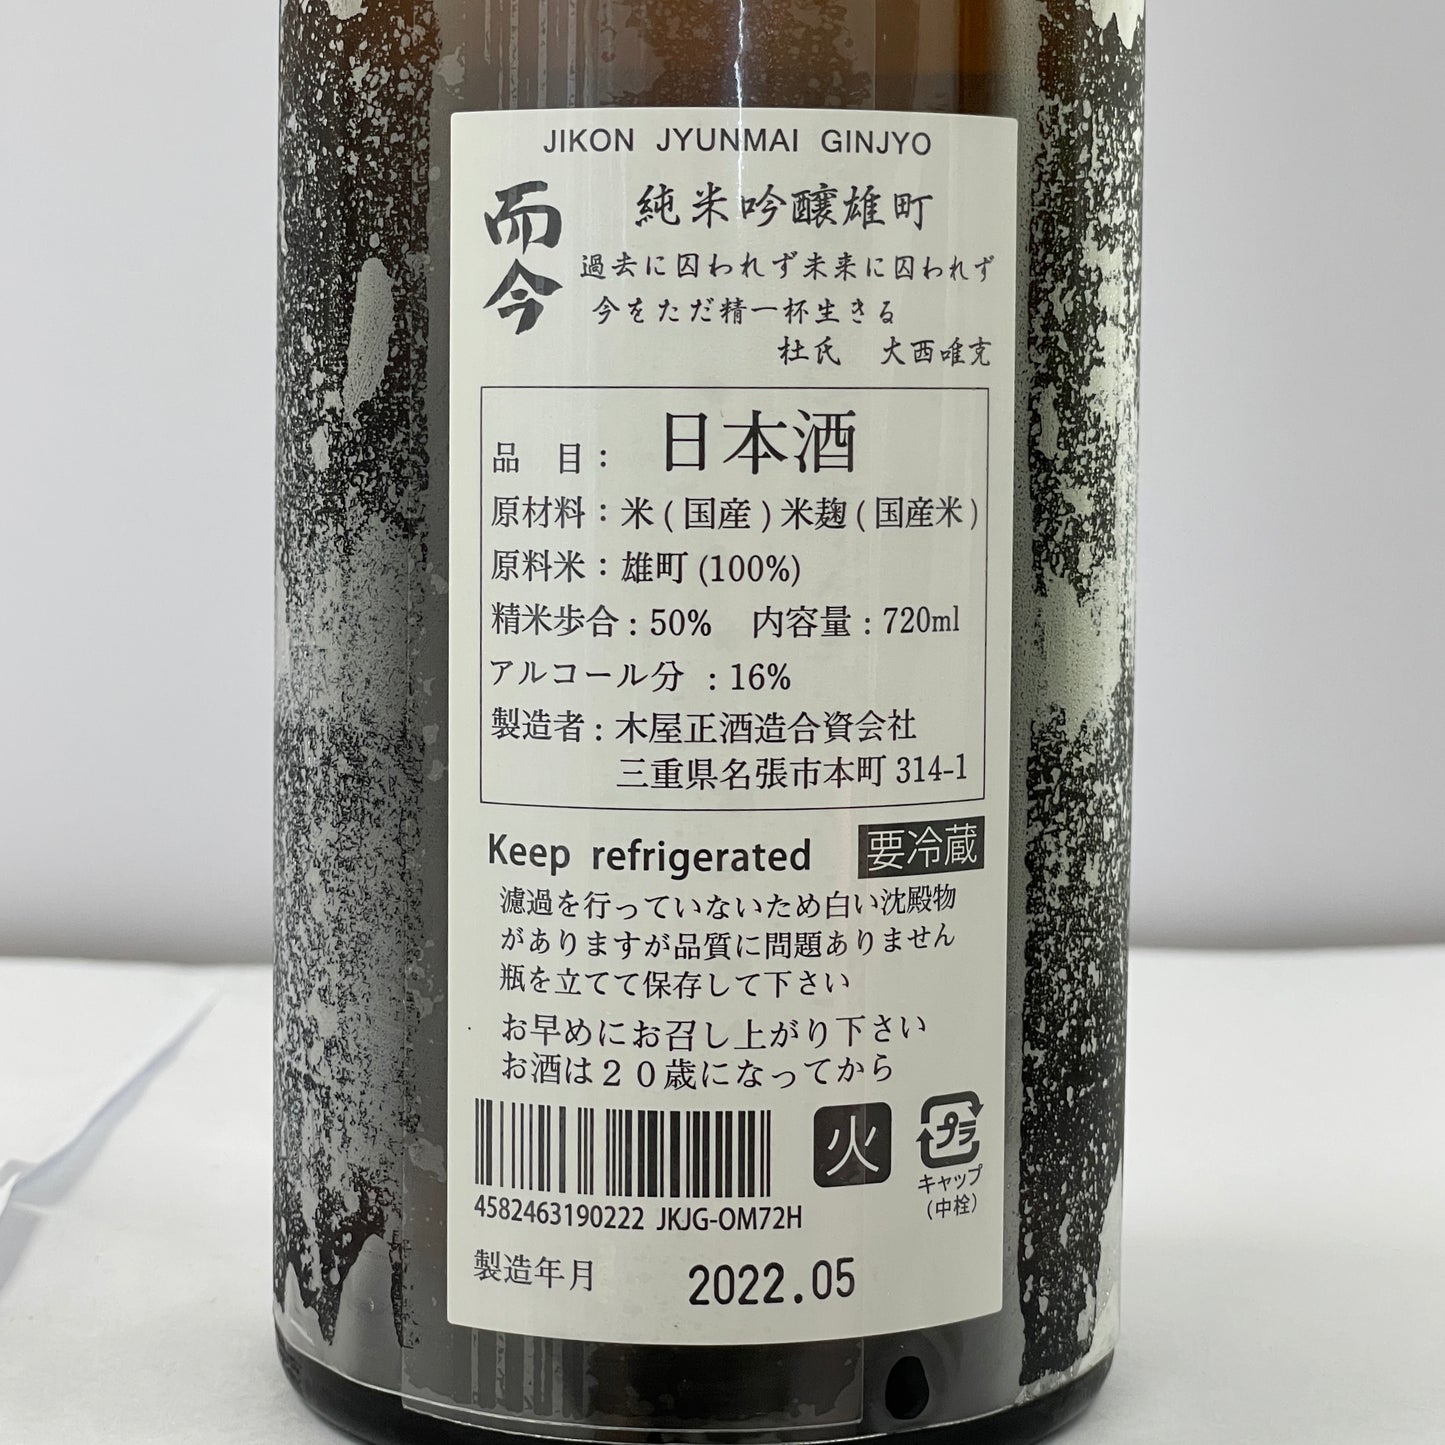 JIKON JYUNMAI GINJYO
而今
純米吟醸雄町
過去に囚われず未来に囚われず
今をただ精一杯生きる
杜氏 大西唯克
品 目: 日本酒
原材料:米(国産)米麹(国産米)
原料米:雄町(100%)
精米歩合:50% 内容量:720ml
アルコール分 :16%
製造者:木屋正酒造合資会社
三重県名張市本町314-1
Keep refrigerated 要冷蔵
濾過を行っていないため白い沈殿物
がありますが品質に問題ありません
瓶を立てて保存して下さい
お早めにお召し上がり下さい
お酒は20歳になってから
火
プラ
キャップ
(中栓)
4582463190222 JKJG-OM72H
製造年月 2022.05